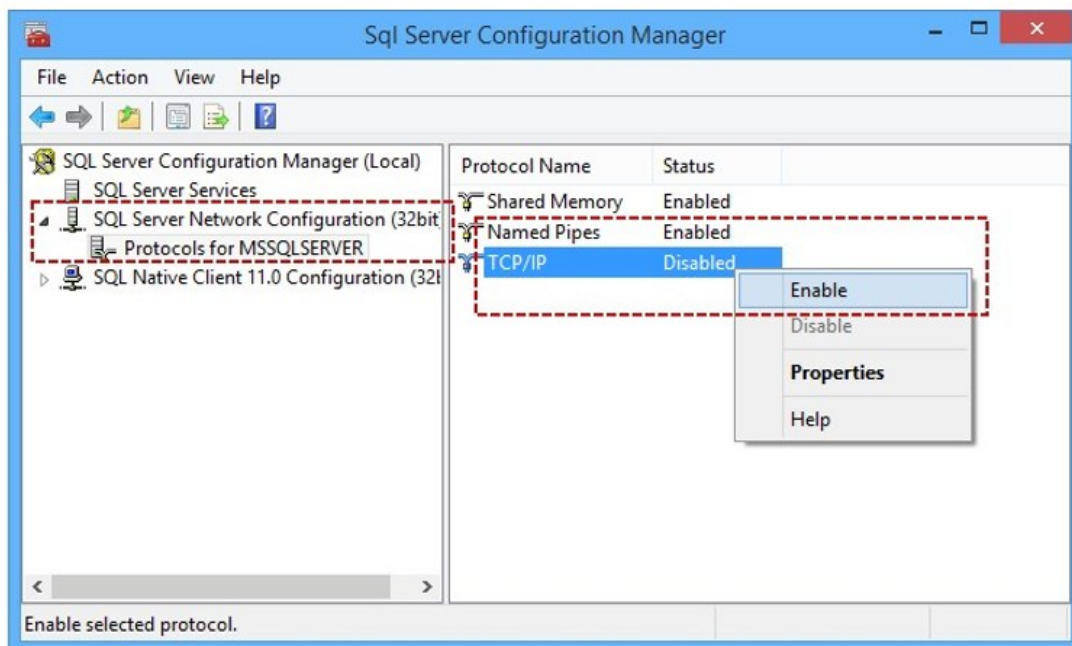 Sql Server Configuration Manager
File Action View Help
SQL Server Configuration Manager (Local)
SQL Server Services
SQL Server Network Configuration (32bit
Protocols for MSSQLSERVER
SQL Native Client 11.0 Configuration (32b
Protocol Name Status
Shared Memory Enabled
Named Pipes Enabled
TCP/IP Disabled
Enable
Disable
Properties
Help
Enable selected protocol.